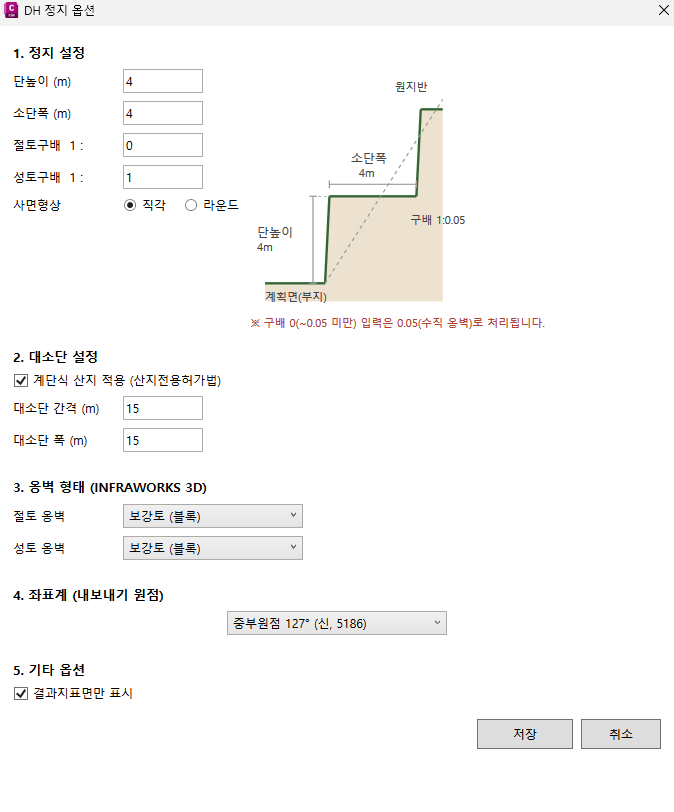 DH 정지 옵션
1. 정지 설정
단높이 (m) 4
소단폭 (m) 4
절토구배 1 : 0
성토구배 1 : 1
사면형상 직각 라운드
원지반
소단폭
4m
구배 1:0.05
단높이
4m
계획면(부지)
※ 구배 0(~0.05 미만) 입력은 0.05(수직 옹벽)로 처리됩니다.
2. 대소단 설정
계단식 산지 적용 (산지전용허가법)
대소단 간격 (m) 15
대소단 폭 (m) 15
3. 옹벽 형태 (INFRAWORKS 3D)
절토 옹벽 보강토 (블록)
성토 옹벽 보강토 (블록)
4. 좌표계 (내보내기 원점)
중부원점 127° (신, 5186)
5. 기타 옵션
결과지표면만 표시
저장 취소